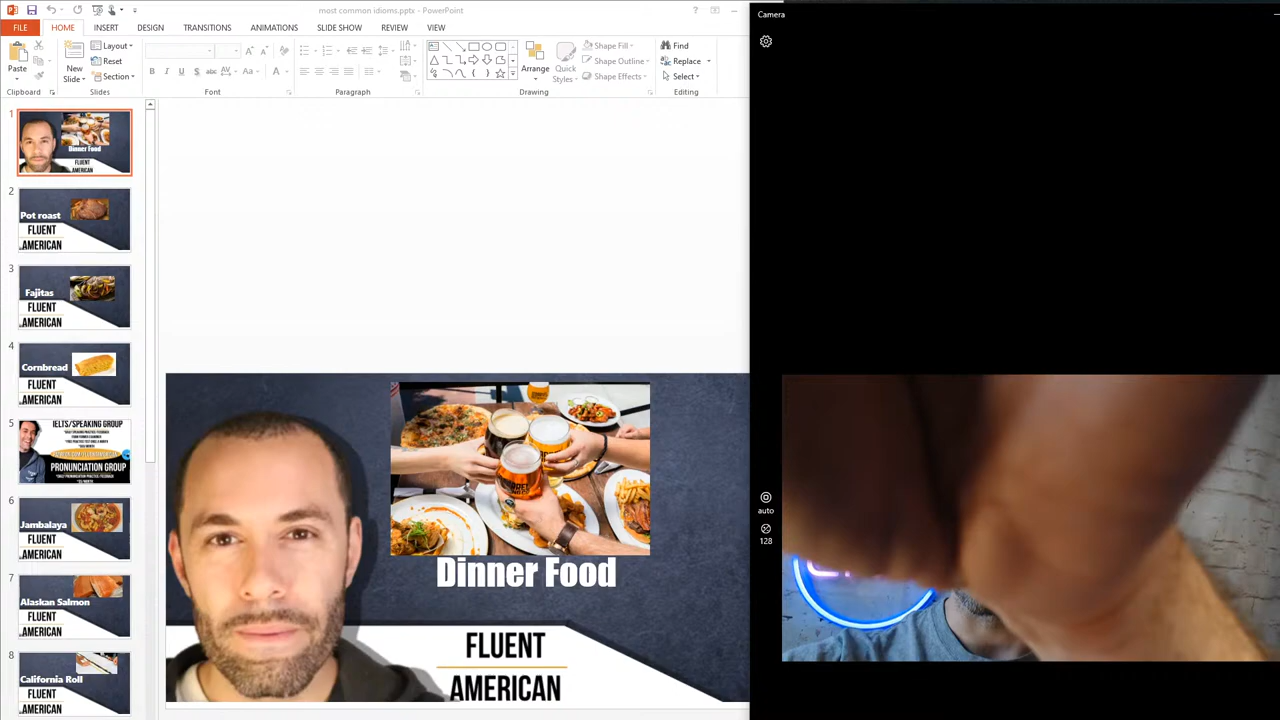 most common idioms.pptx - PowerPoint
?
FILE HOME INSERT DESIGN TRANSITIONS ANIMATIONS SLIDE SHOW REVIEW VIEW
Paste
New Slide
Layout
Reset
Section
B I U S abc AV Aa A
Arrange
Quick Styles
Shape Fill
Shape Outline
Shape Effects
Find
Replace
Select
Clipboard Slides Font Paragraph Drawing Editing
1
Dinner Food
FLUENT
AMERICAN
2
Pot roast
FLUENT
AMERICAN
3
Fajitas
FLUENT
AMERICAN
4
Cornbread
FLUENT
AMERICAN
5
IELTS/SPEAKING GROUP
PRONUNCIATION GROUP
6
Jambalaya
FLUENT
AMERICAN
7
Alaskan Salmon
FLUENT
AMERICAN
8
California Roll
FLUENT
AMERICAN
Dinner Food
FLUENT
AMERICAN
Camera
auto
128